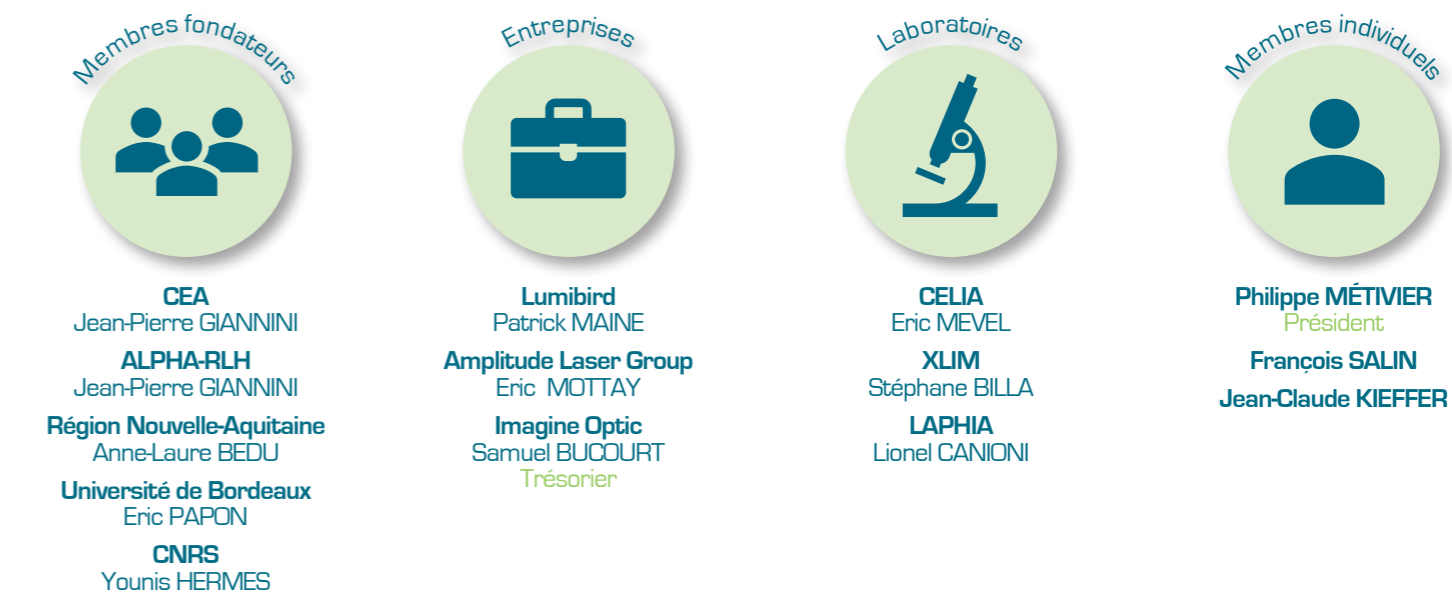 Membres fondateurs
CEA
Jean-Pierre GIANNINI
ALPHA-RLH
Jean-Pierre GIANNINI
Région Nouvelle-Aquitaine
Anne-Laure BEDU
Université de Bordeaux
Eric PAPON
CNRS
Younis HERMES
Entreprises
Lumibird
Patrick MAINE
Amplitude Laser Group
Eric MOTTAY
Imagine Optic
Samuel BUCOURT
Trésorier
Laboratoires
CELIA
Eric MEVEL
XLIM
Stéphane BILLA
LAPHIA
Lionel CANIONI
Membres individuels
Philippe MÉTIVIER
Président
François SALIN
Jean-Claude KIEFFER